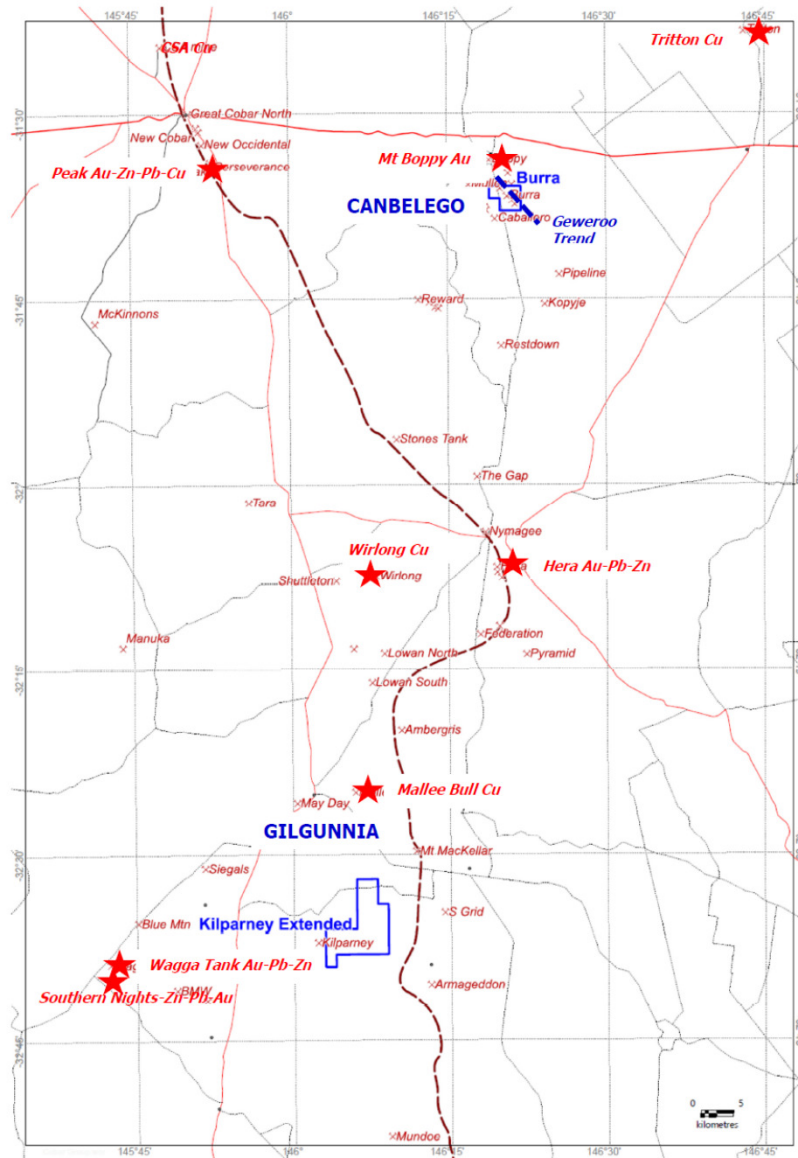 145°45'
146°
146°15'
146°30'
146°45'
CSA Cu
Tritton Cu
-31°30'
Great Cobar North
New Cobar
New Occidental
Mt Boppy Au
Perseverance
Peak Au-Zn-Pb-Cu
Burra
Burra
CANBELEGO
Caballero
Geweroo
Trend
Pipeline
-31°45'
Reward
Kopyje
McKinnons
Restdown
Stones Tank
The Gap
-32°
Tara
Nymagee
Wirlong Cu
Hera Au-Pb-Zn
Shuttleton
Wirlong
Manuka
Federation
Lowan North
Pyramid
-32°15'
Lowan South
Ambergris
Mallee Bull Cu
May Day
GILGUNNIA
Mt MacKellar
-32°30'
Siegals
S Grid
Blue Mtn
Kilparney Extended
Kilparney
Wagga Tank Au-Pb-Zn
Armageddon
Southern Nights-Zn-Pb-Au
BMW
-32°45'
0 5
kilometres
Mundoe
145°45'
146°
146°15'
146°30'
146°45'